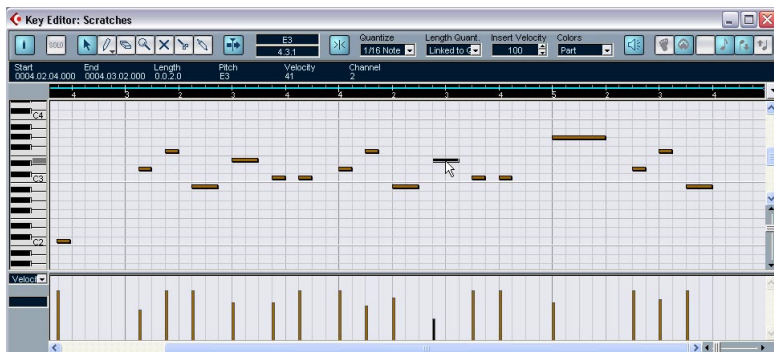 Key Editor: Scratches
SOLO
E3
4.3.1
Quantize
1/16 Note
Length Quant.
Linked to Q
Insert Velocity
100
Colors
Part
Start End Length Pitch Velocity Channel
0004.02.04.000 0004.03.02.000 0.0.2.0 E3 41 2
4 3 2 3 4 4 2 3 4 5 2 3 4
C4
C3
C2
Veloci